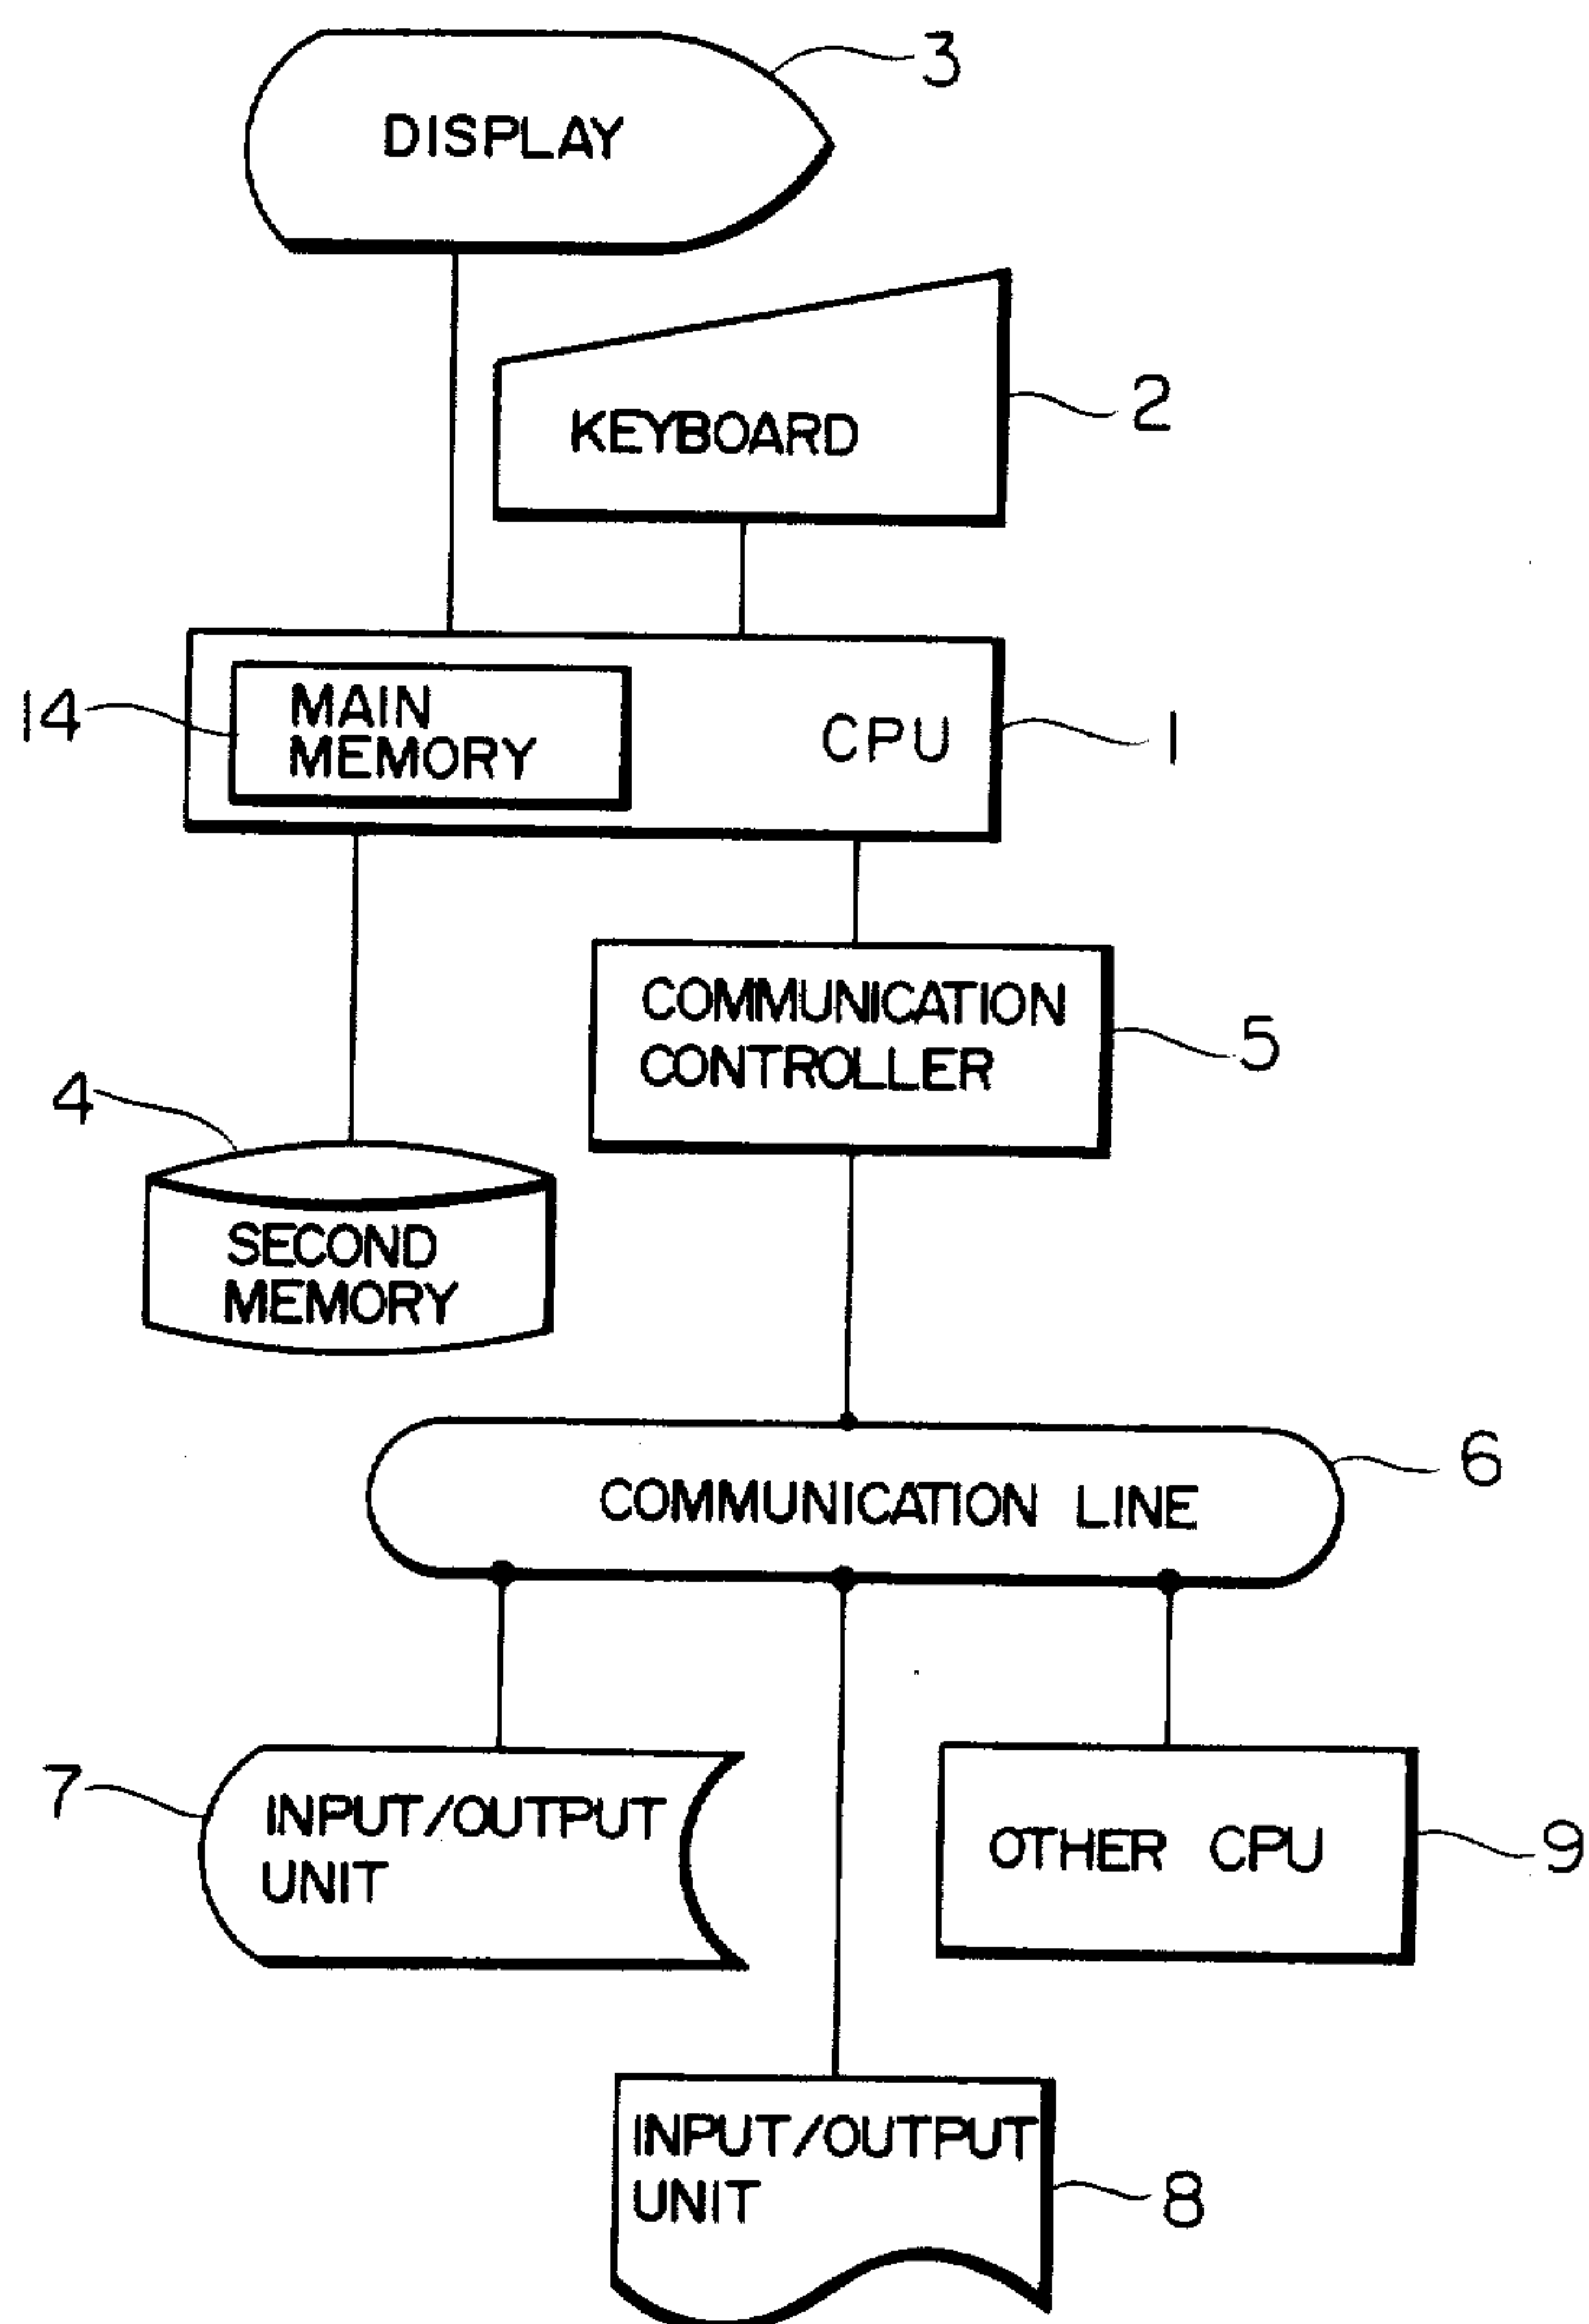 3
DISPLAY
KEYBOARD
2
14
MAIN
MEMORY
CPU
1
COMMUNICATION
CONTROLLER
5
4
SECOND
MEMORY
6
COMMUNICATION LINE
7
INPUT/OUTPUT
UNIT
OTHER CPU
9
INPUT/OUTPUT
UNIT
8